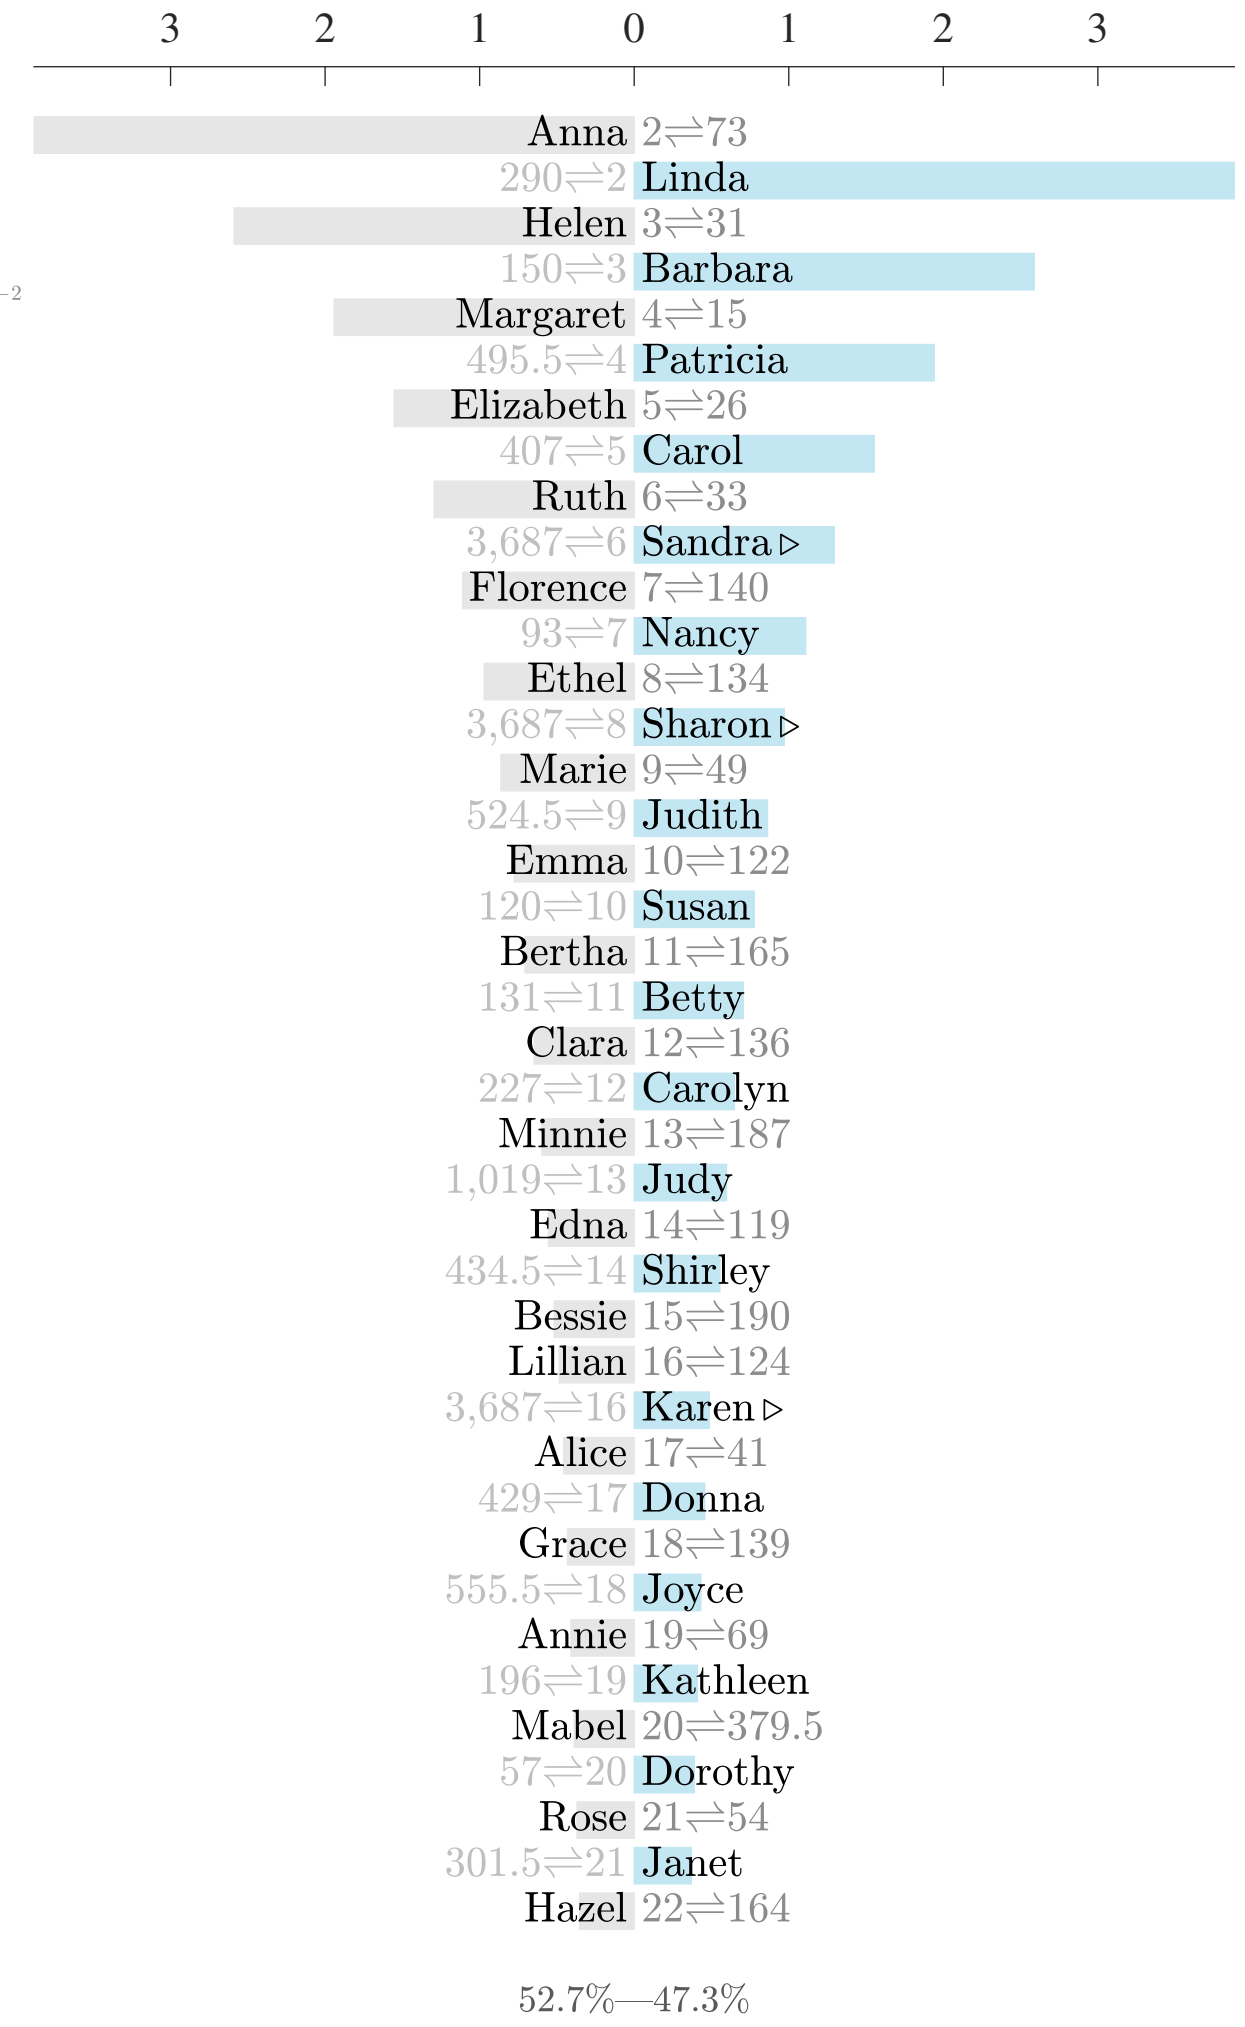 3 2 1 0 1 2 3
Anna 2⇌73
290⇌2 Linda
Helen 3⇌31
150⇌3 Barbara
–2
Margaret 4⇌15
495.5⇌4 Patricia
Elizabeth 5⇌26
407⇌5 Carol
Ruth 6⇌33
3,687⇌6 Sandra ▷
Florence 7⇌140
93⇌7 Nancy
Ethel 8⇌134
3,687⇌8 Sharon ▷
Marie 9⇌49
524.5⇌9 Judith
Emma 10⇌122
120⇌10 Susan
Bertha 11⇌165
131⇌11 Betty
Clara 12⇌136
227⇌12 Carolyn
Minnie 13⇌187
1,019⇌13 Judy
Edna 14⇌119
434.5⇌14 Shirley
Bessie 15⇌190
Lillian 16⇌124
3,687⇌16 Karen ▷
Alice 17⇌41
429⇌17 Donna
Grace 18⇌139
555.5⇌18 Joyce
Annie 19⇌69
196⇌19 Kathleen
Mabel 20⇌379.5
57⇌20 Dorothy
Rose 21⇌54
301.5⇌21 Janet
Hazel 22⇌164
52.7%—47.3%